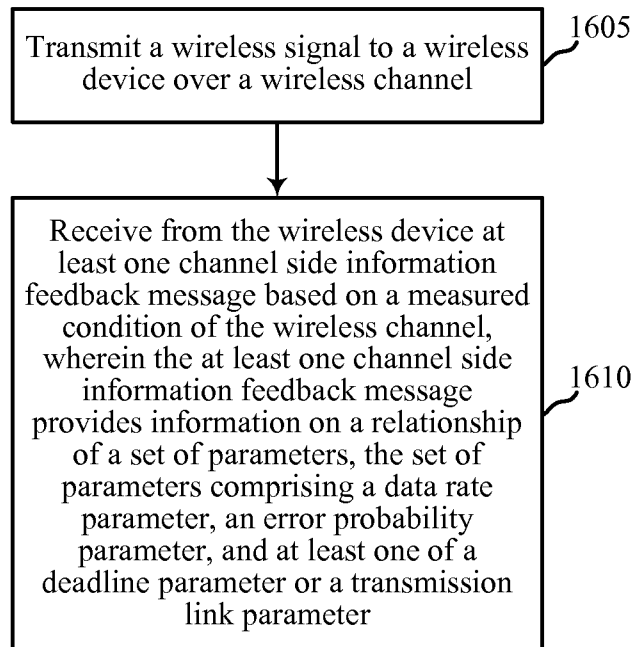 Transmit a wireless signal to a wireless
device over a wireless channel
1605
Receive from the wireless device at
least one channel side information
feedback message based on a measured
condition of the wireless channel,
wherein the at least one channel side
information feedback message
provides information on a relationship
of a set of parameters, the set of
parameters comprising a data rate
parameter, an error probability
parameter, and at least one of a
deadline parameter or a transmission
link parameter
1610